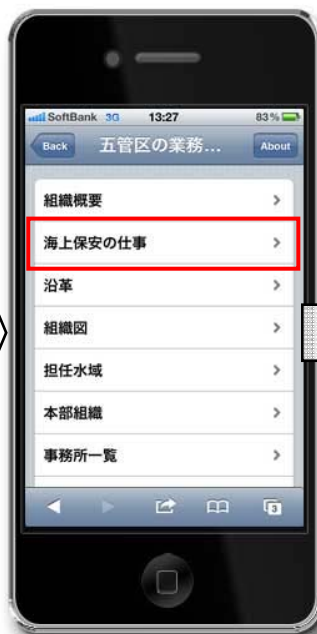 SoftBank 3G 13:27 83%
Back 五管区の業務... About
組織概要
海上保安の仕事
沿革
組織図
担任水域
本部組織
事務所一覧
3